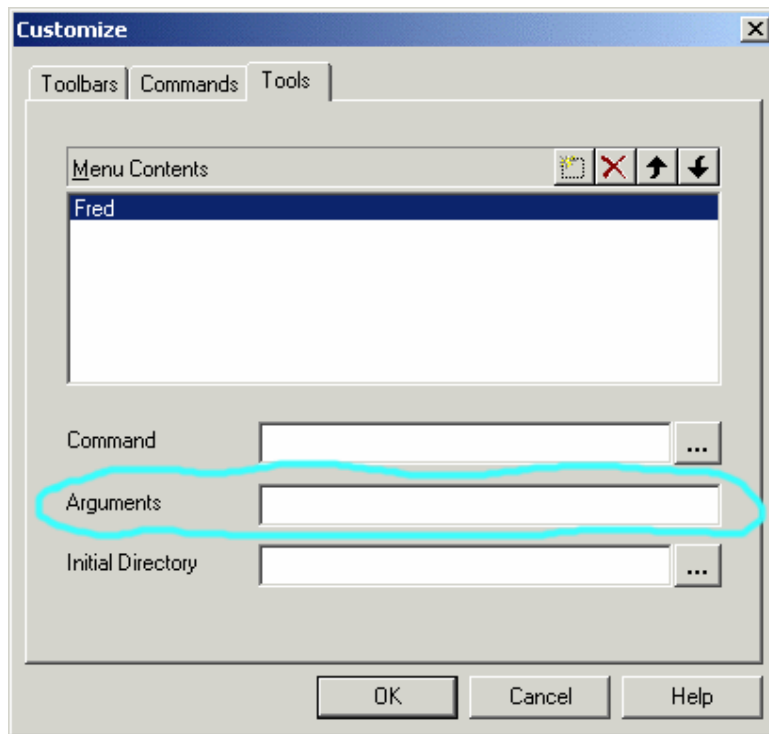 Customize
Toolbars Commands Tools
Menu Contents
Fred
Command ...
Arguments
Initial Directory ...
OK Cancel Help